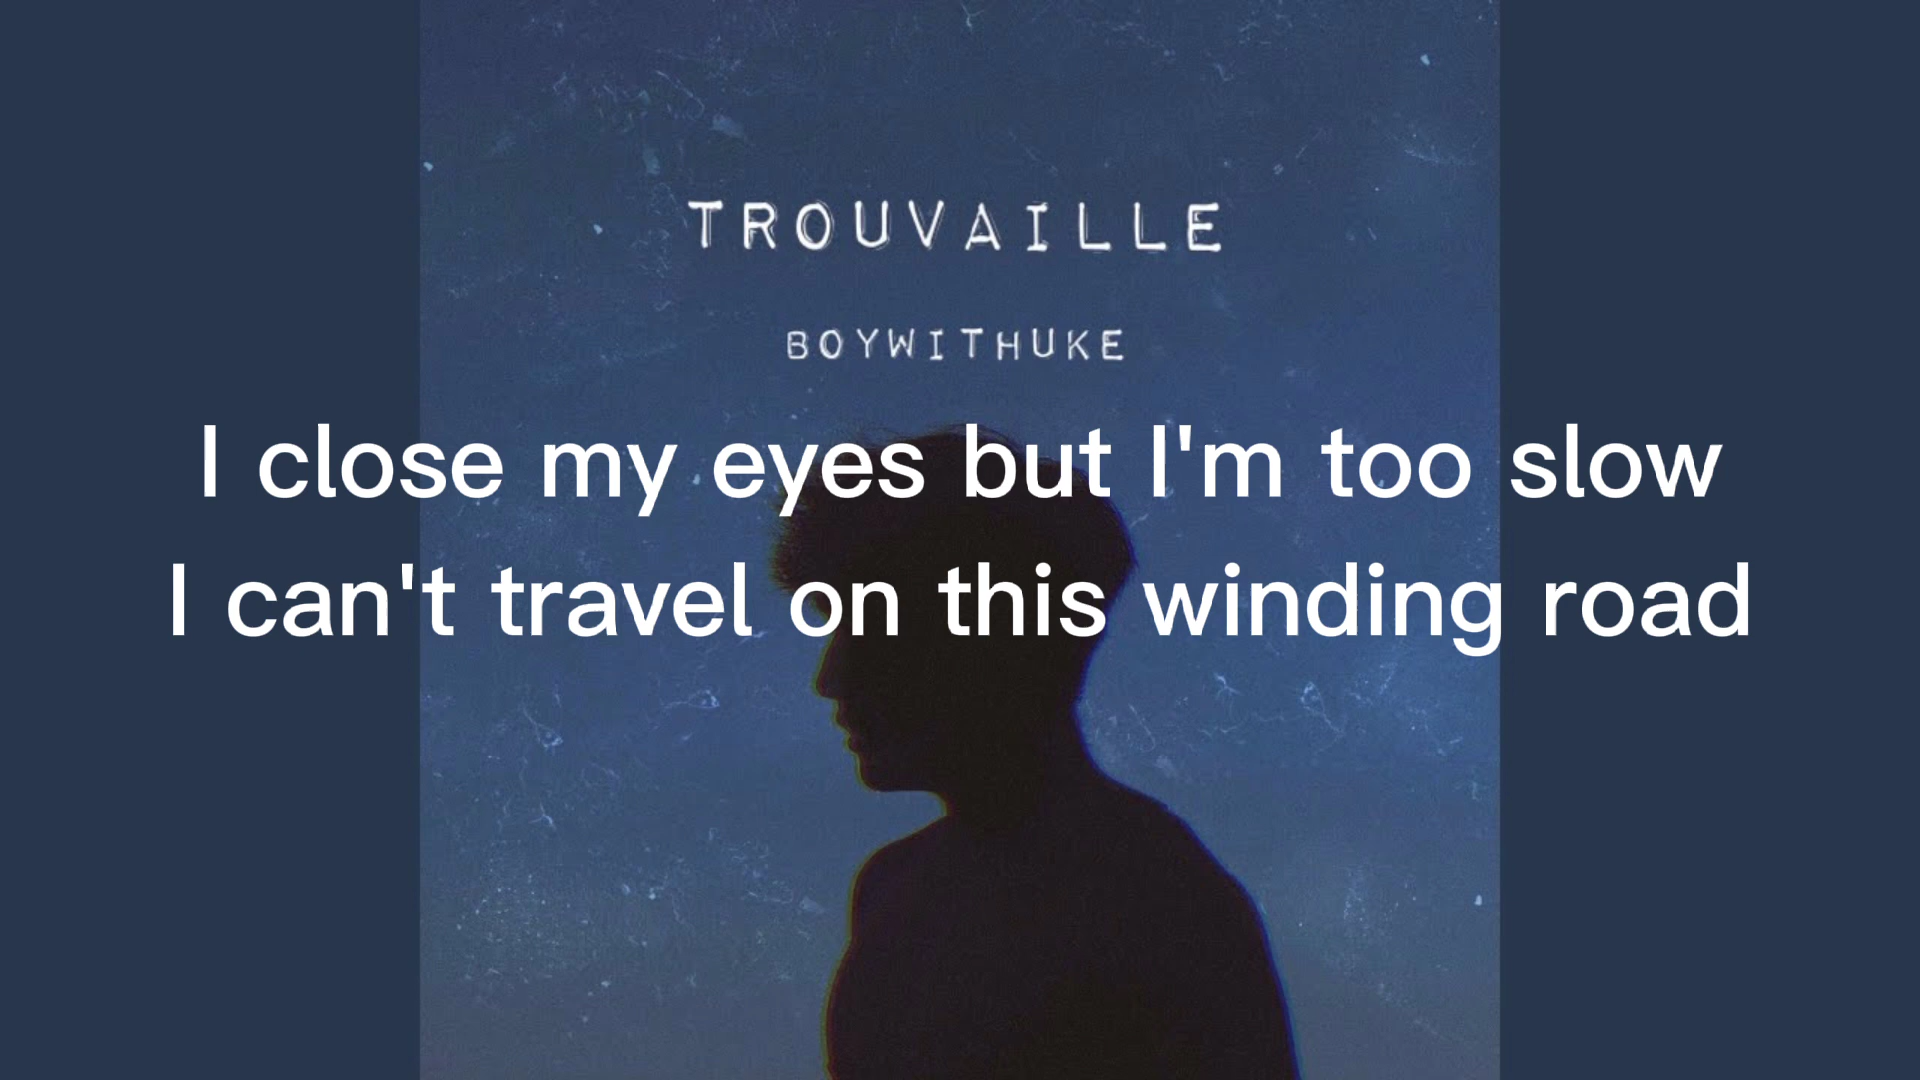 TROUVAILLE
BOYWITHUKE
I close my eyes but I'm too slow
I can't travel on this winding road